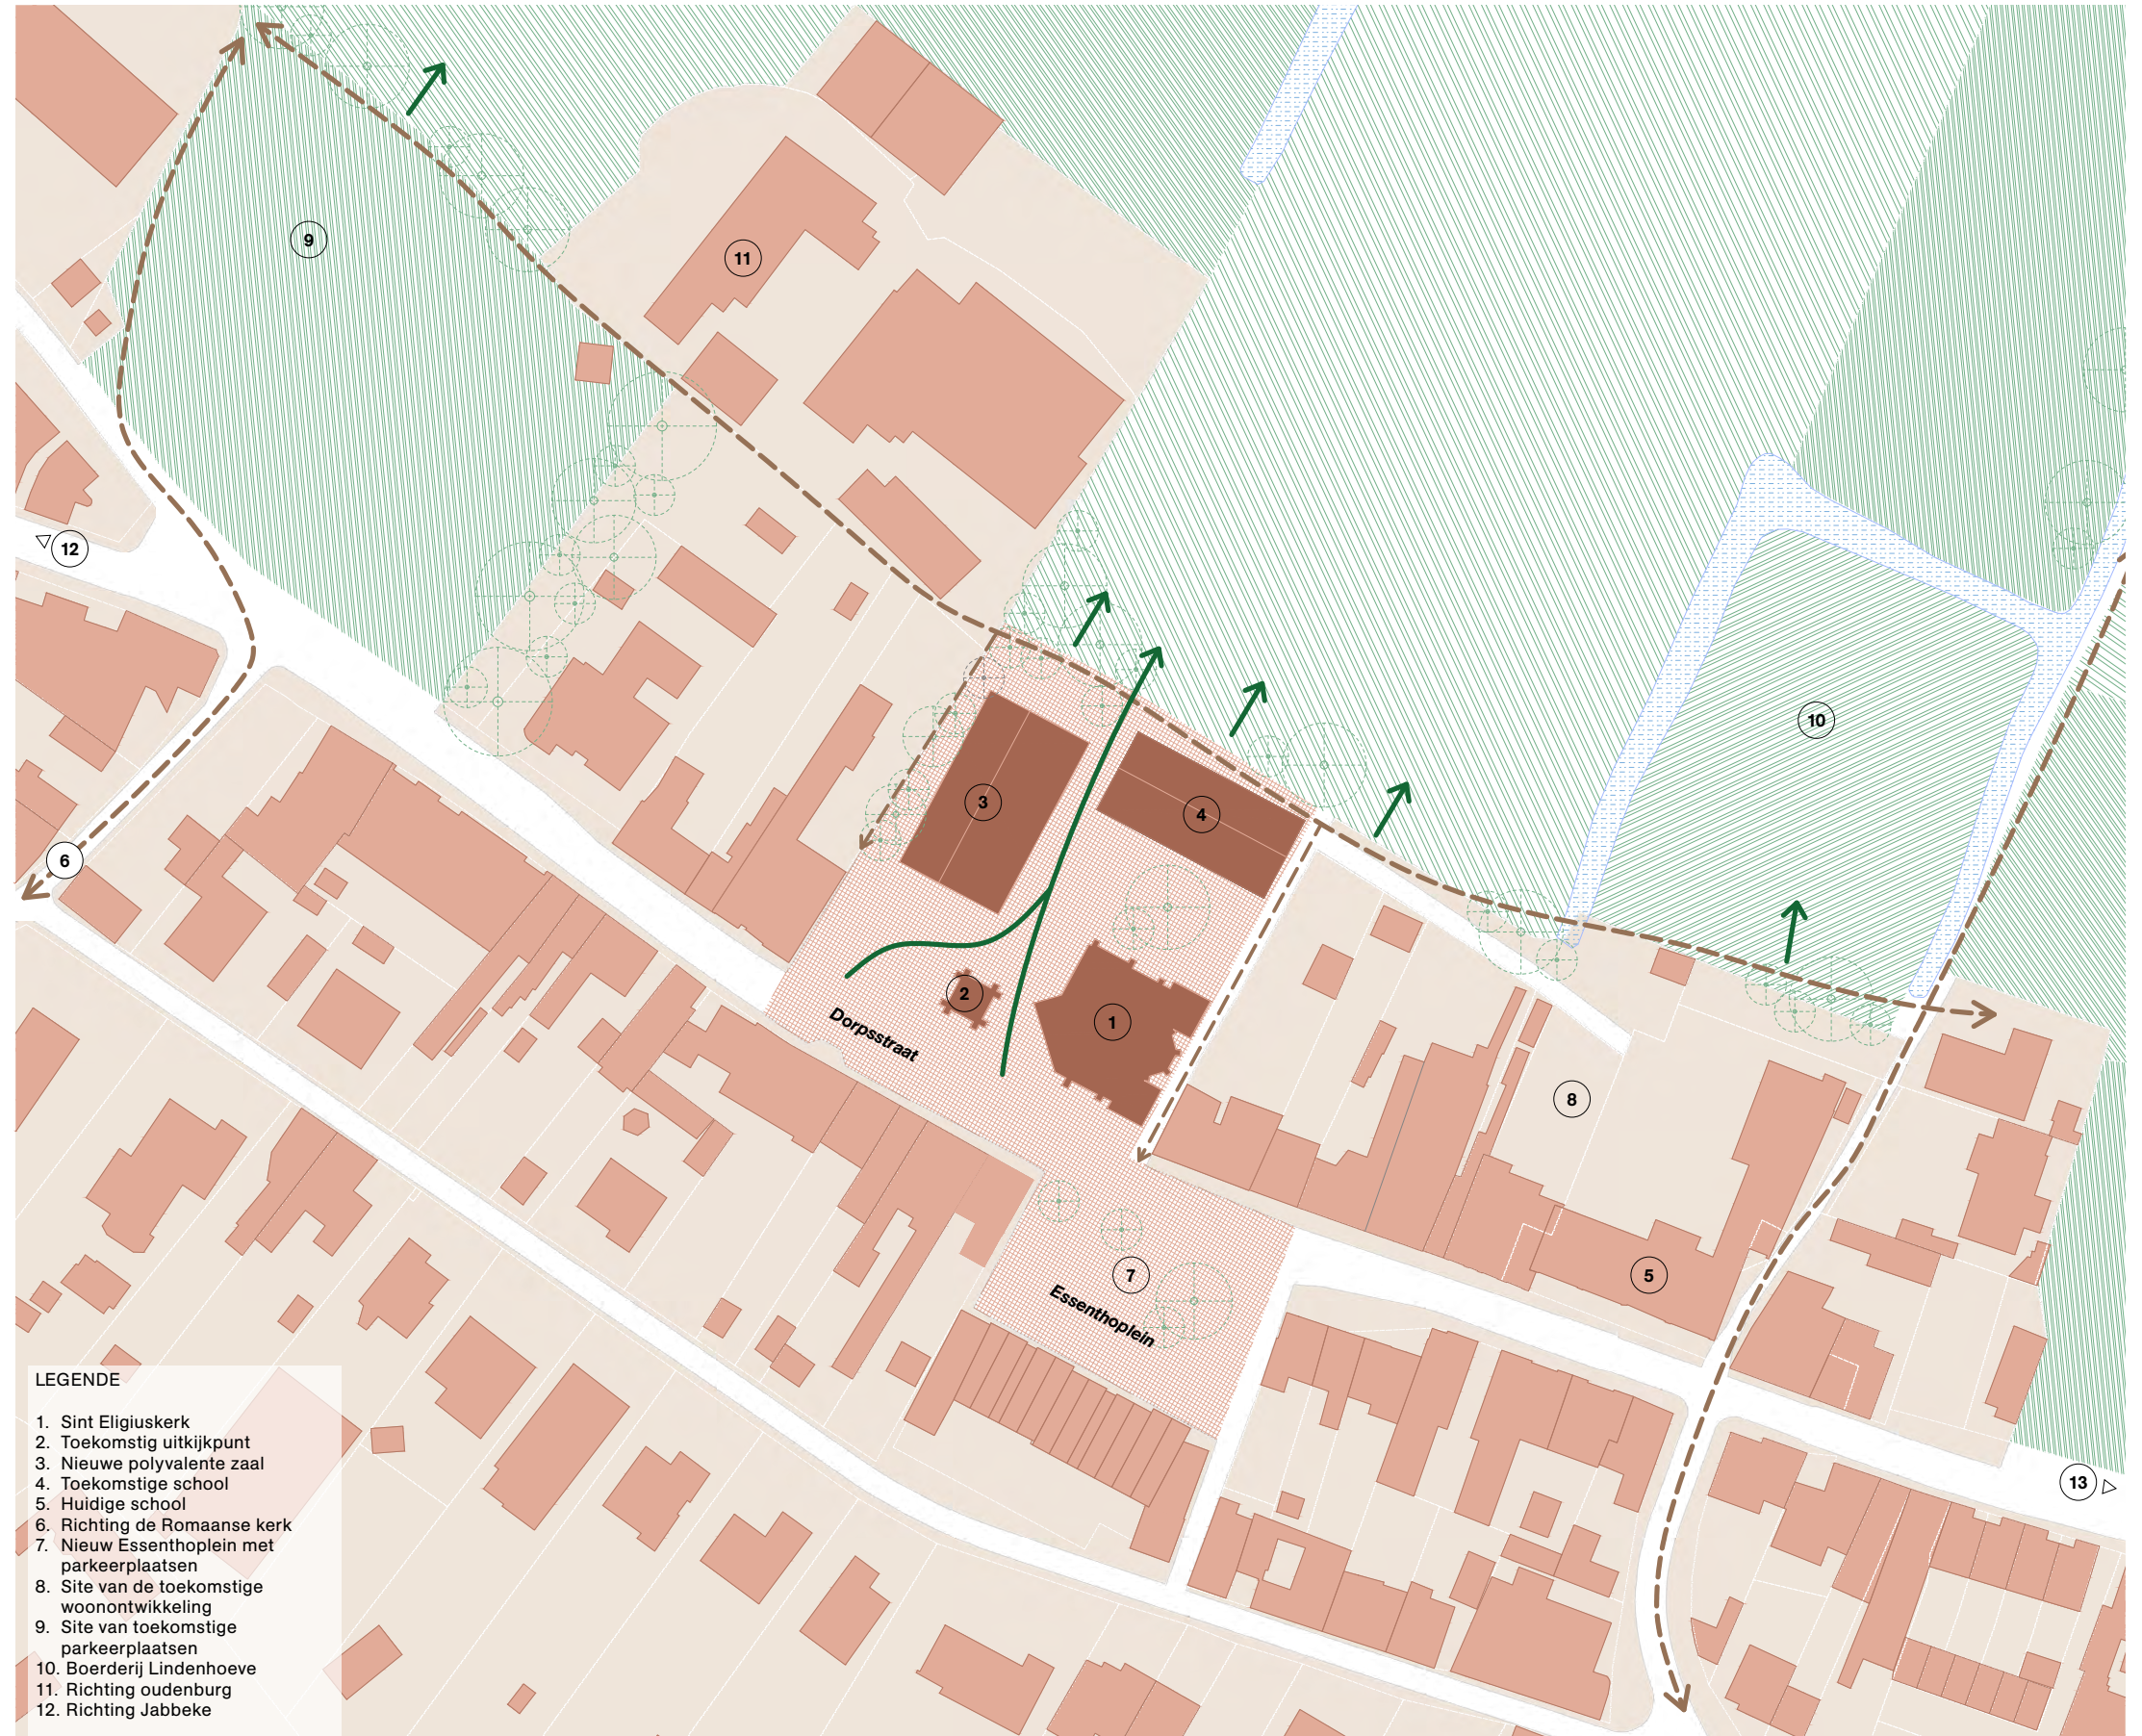 9
11
12
10
3
4
6
2
1
Dorpsstraat
8
7
5
Essenthoplein
13
LEGENDE
1. Sint Eligiuskerk
2. Toekomstig uitkijkpunt
3. Nieuwe polyvalente zaal
4. Toekomstige school
5. Huidige school
6. Richting de Romaanse kerk
7. Nieuw Essenthoplein met
parkeerplaatsen
8. Site van de toekomstige
woonontwikkeling
9. Site van toekomstige
parkeerplaatsen
10. Boerderij Lindenhoeve
11. Richting oudenburg
12. Richting Jabbeke